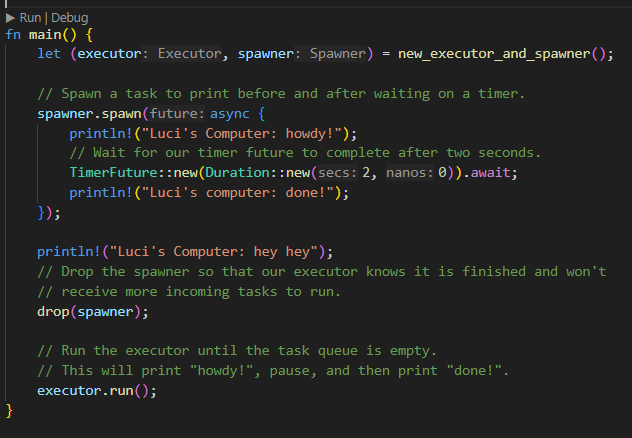 ▶ Run | Debug
fn main() {
    let (executor: Executor, spawner: Spawner) = new_executor_and_spawner();

    // Spawn a task to print before and after waiting on a timer.
    spawner.spawn(future: async {
        println!("Luci's Computer: howdy!");
        // Wait for our timer future to complete after two seconds.
        TimerFuture::new(Duration::new(secs: 2, nanos: 0)).await;
        println!("Luci's computer: done!");
    });

    println!("Luci's Computer: hey hey");
    // Drop the spawner so that our executor knows it is finished and won't
    // receive more incoming tasks to run.
    drop(spawner);

    // Run the executor until the task queue is empty.
    // This will print "howdy!", pause, and then print "done!".
    executor.run();
}